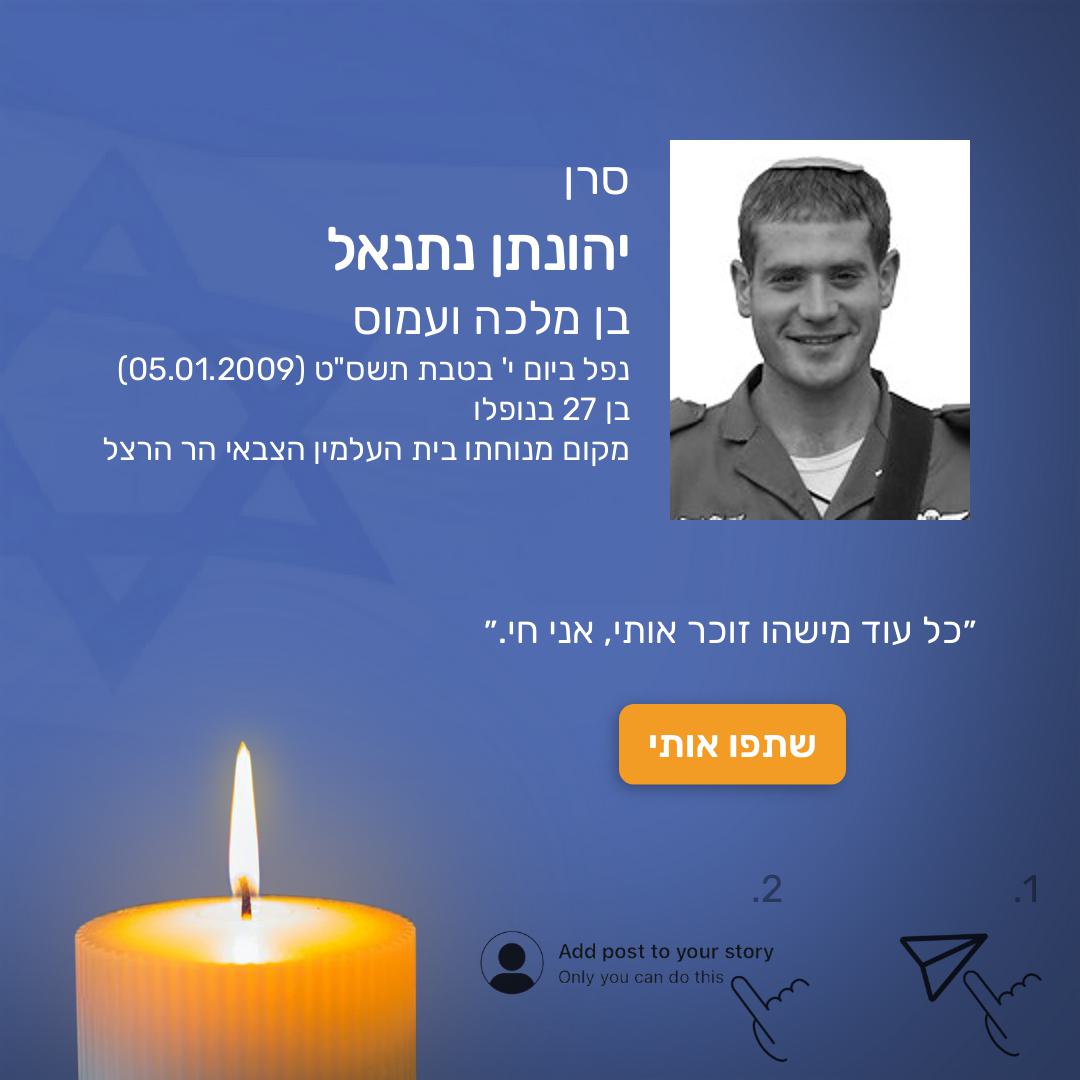 סרן
יהונתן נתנאל
בן מלכה ועמוס
נפל ביום י' בטבת תשס"ט (05.01.2009)
בן 27 בנופלו
מקום מנוחתו בית העלמין הצבאי הר הרצל
״כל עוד מישהו זוכר אותי, אני חי.״
שתפו אותי
.1
.2
Add post to your story
Only you can do this